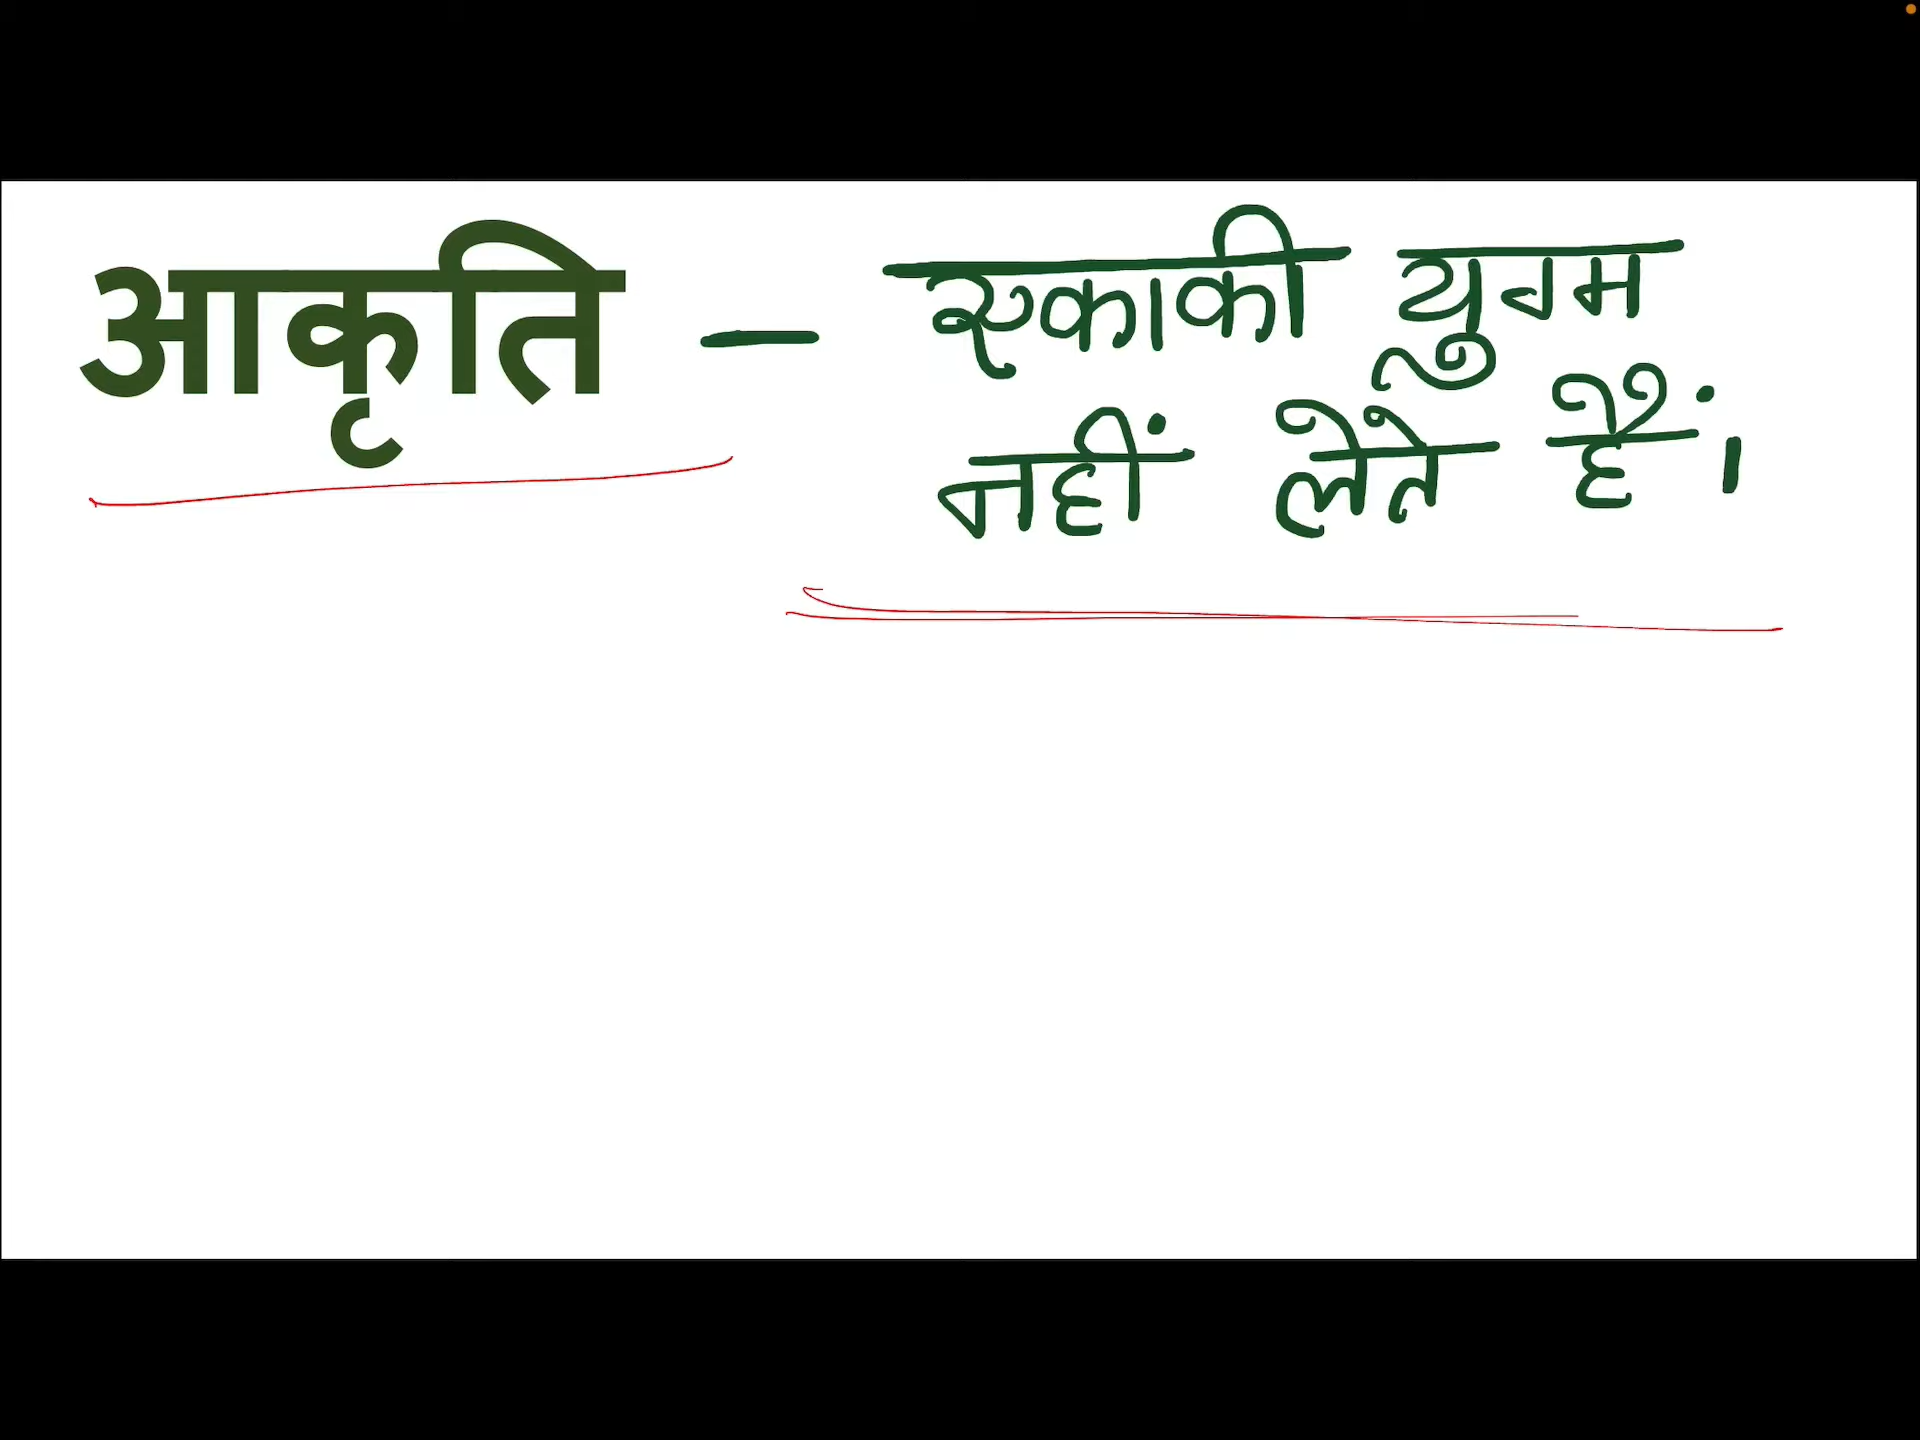 आकृति – एकाकी युग्म
नहीं लेते हैं।